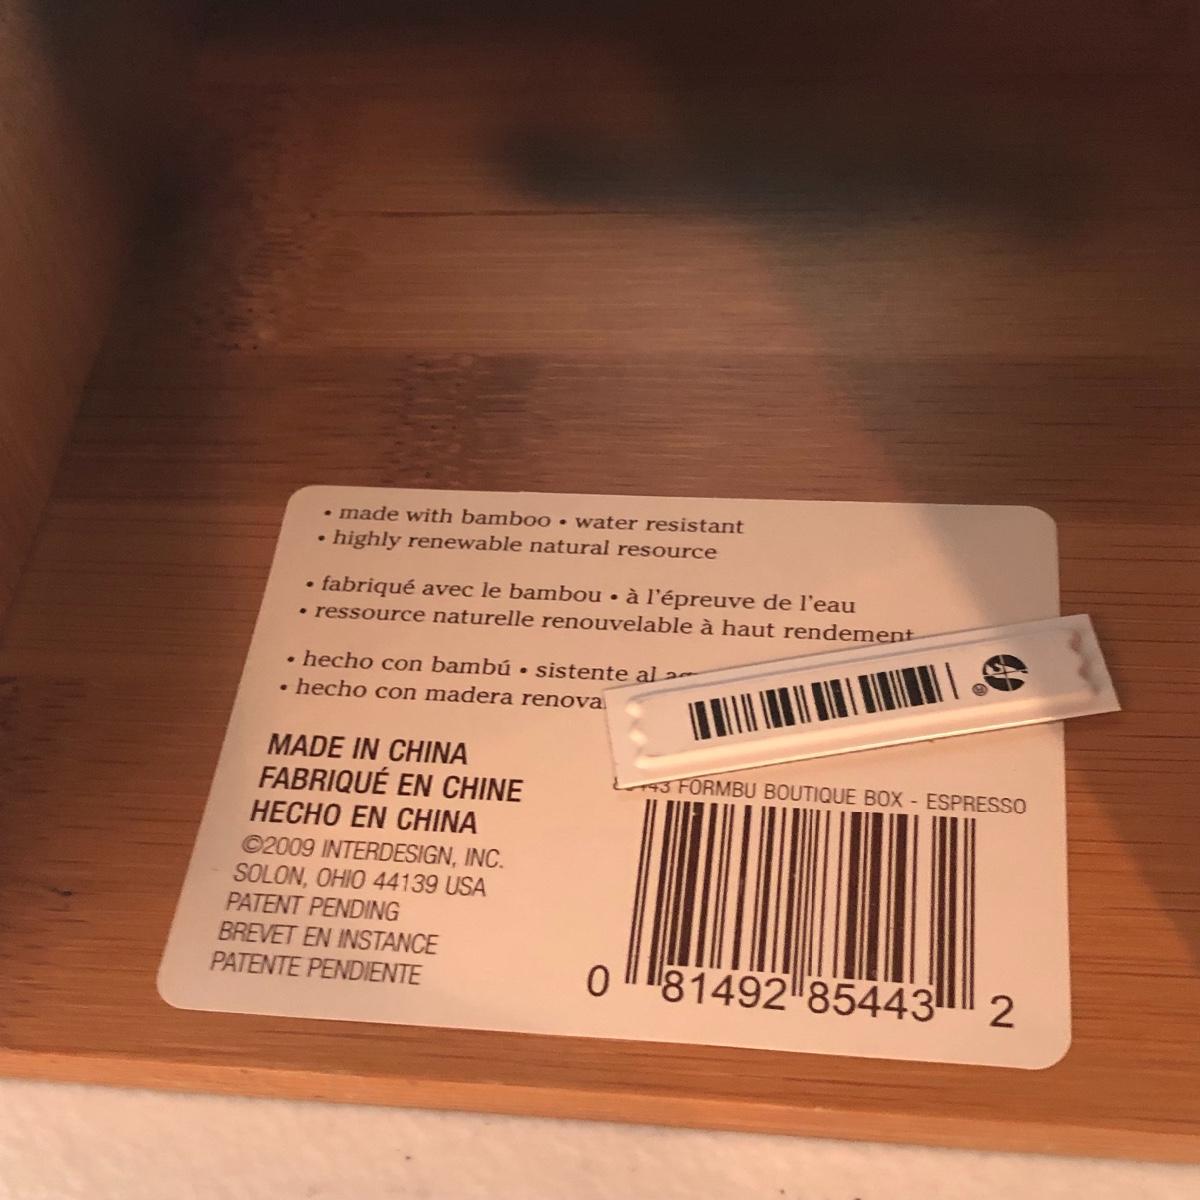 • made with bamboo • water resistant
• highly renewable natural resource
• fabriqué avec le bambou • à l'épreuve de l'eau
• ressource naturelle renouvelable à haut rendement
• hecho con bambú • sistente al
• hecho con madera
MADE IN CHINA
FABRIQUÉ EN CHINE
HECHO EN CHINA
©2009 INTERDESIGN, INC.
SOLON, OHIO 44139 USA
PATENT PENDING
BREVET EN INSTANCE
PATENTE PENDIENTE
FORMBU BOUTIQUE BOX - ESPRESSO
0 81492 85443 2